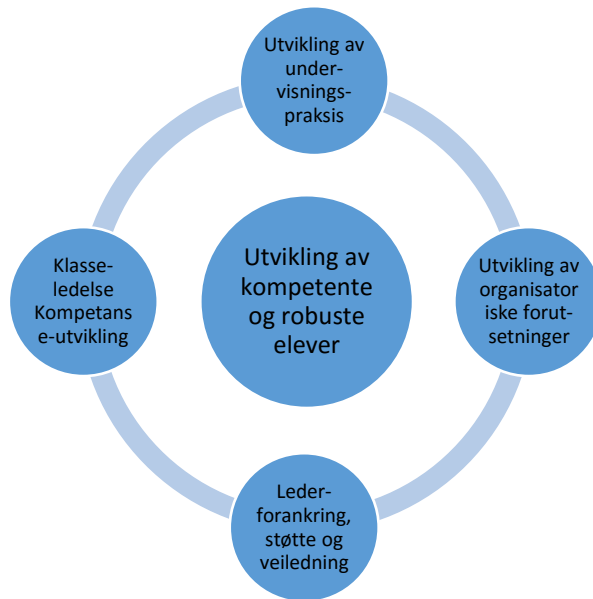 Utvikling av
under-
visnings-
praksis
Klasse-
ledelse
Kompetans
e-utvikling
Utvikling av
kompetente
og robuste
elever
Utvikling av
organisator
iske forut-
setninger
Leder-
forankring,
støtte og
veiledning